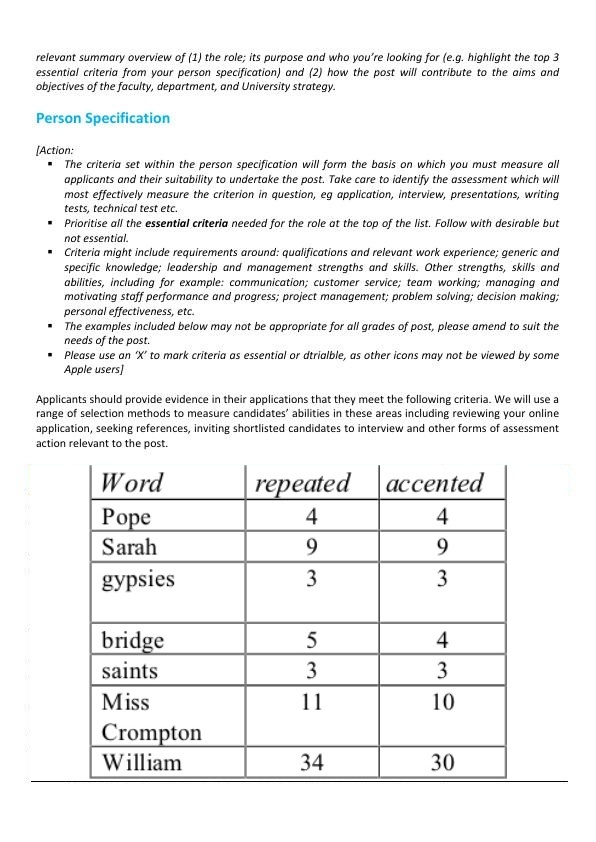 relevant summary overview of (1) the role; its purpose and who you’re looking for (e.g. highlight the top 3
essential criteria from your person specification) and (2) how the post will contribute to the aims and
objectives of the faculty, department, and University strategy.
Person Specification
[Action:
▪ The criteria set within the person specification will form the basis on which you must measure all
applicants and their suitability to undertake the post. Take care to identify the assessment which will
most effectively measure the criterion in question, eg application, interview, presentations, writing
tests, technical test etc.
▪ Prioritise all the essential criteria needed for the role at the top of the list. Follow with desirable but
not essential.
▪ Criteria might include requirements around: qualifications and relevant work experience; generic and
specific knowledge; leadership and management strengths and skills. Other strengths, skills and
abilities, including for example: communication; customer service; team working; managing and
motivating staff performance and progress; project management; problem solving; decision making;
personal effectiveness, etc.
▪ The examples included below may not be appropriate for all grades of post, please amend to suit the
needs of the post.
▪ Please use an ‘X’ to mark criteria as essential or dtrialble, as other icons may not be viewed by some
Apple users]
Applicants should provide evidence in their applications that they meet the following criteria. We will use a
range of selection methods to measure candidates’ abilities in these areas including reviewing your online
application, seeking references, inviting shortlisted candidates to interview and other forms of assessment
action relevant to the post.
Word repeated accented
Pope 4 4
Sarah 9 9
gypsies 3 3
bridge 5 4
saints 3 3
Miss 11 10
Crompton
William 34 30